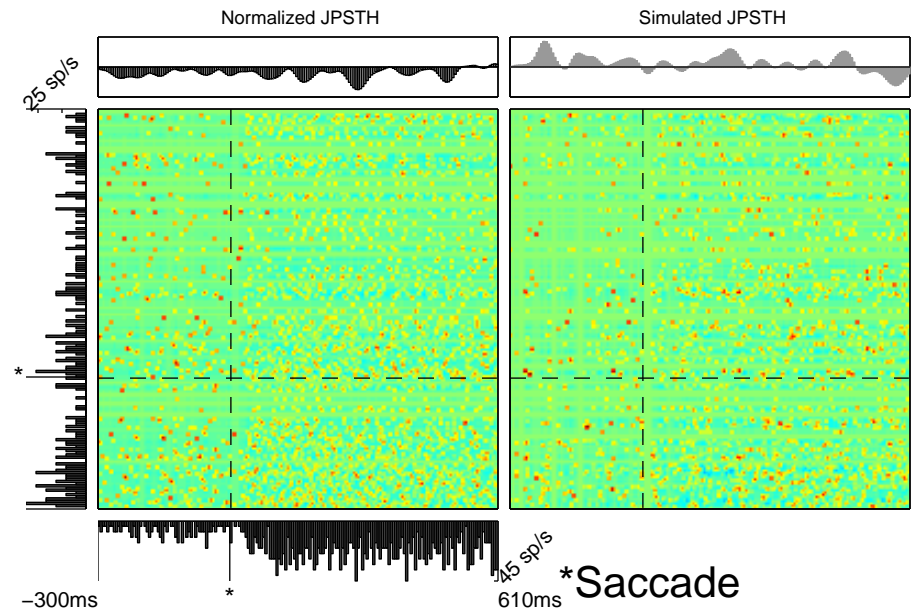 Normalized JPSTH
Simulated JPSTH
25 sp/s
*
45 sp/s
−300ms
*
610ms
*Saccade